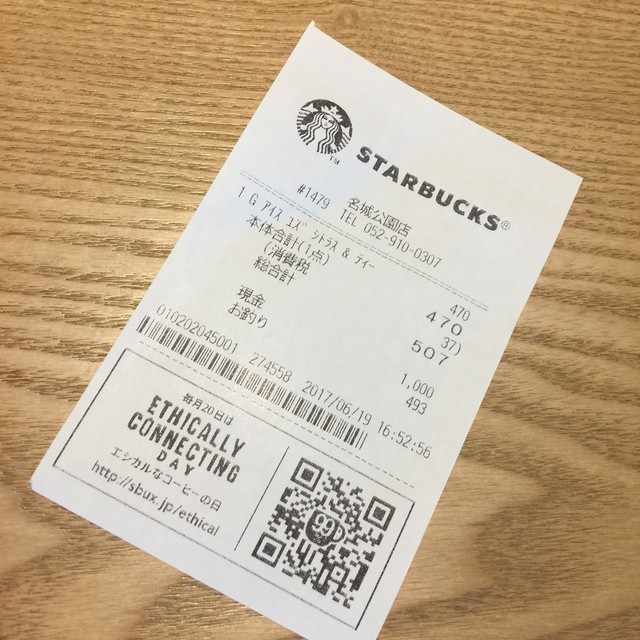 TM
STARBUCKS®
#1479 名城公園店
TEL 052-910-0307
1 G アイス ユズ シトラス & ティー 470
本体合計(1点) 470
(消費税 37)
総合計 507
現金 1,000
お釣り 493
010202045001 274558 2017/06/19 16:52:56
毎月20日は
ETHICALLY
CONNECTING
DAY
エシカルなコーヒーの日
http://sbux.jp/ethical